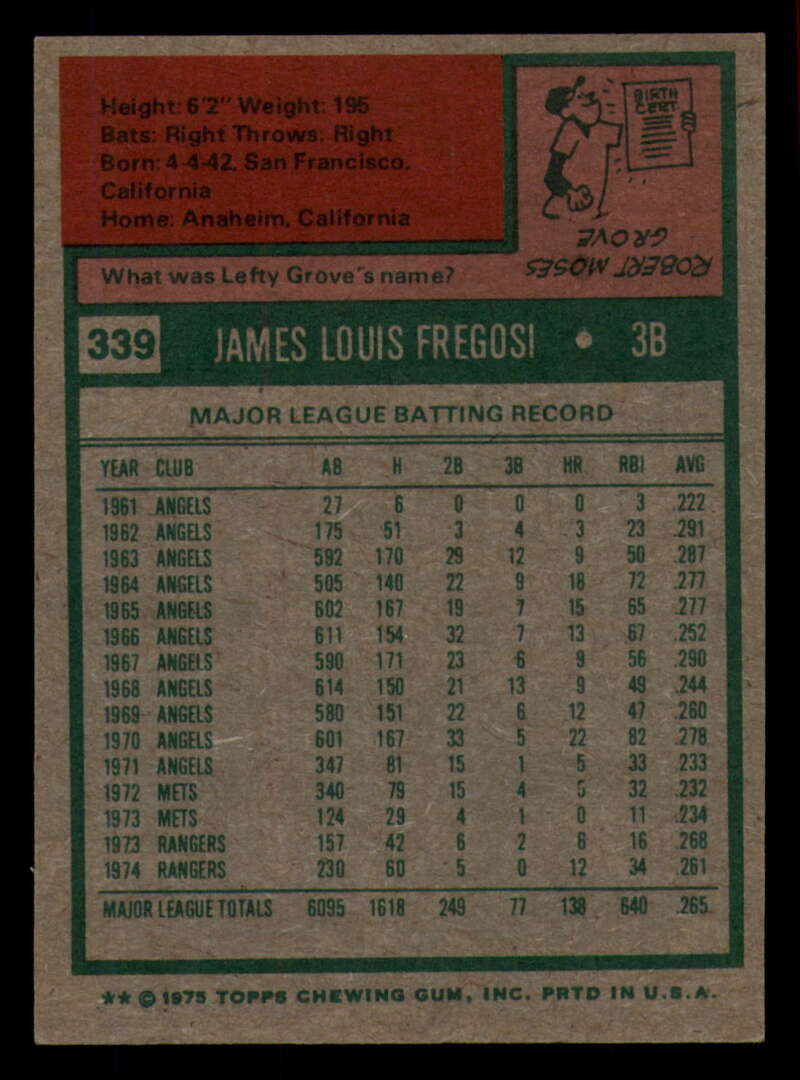 Height: 6'2" Weight: 195
Bats: Right Throws: Right
Born: 4-4-42, San Francisco,
California
Home: Anaheim, California
BIRTH
CERT
ROBERT MOSES
GROVE
What was Lefty Grove's name?
339 JAMES LOUIS FREGOSI • 3B
MAJOR LEAGUE BATTING RECORD
YEAR CLUB AB H 2B 3B HR RBI AVG
1961 ANGELS 27 6 0 0 0 3 .222
1962 ANGELS 175 51 3 4 3 23 .291
1963 ANGELS 592 170 29 12 9 50 .287
1964 ANGELS 505 140 22 9 18 72 .277
1965 ANGELS 602 167 19 7 15 65 .277
1966 ANGELS 611 154 32 7 13 67 .252
1967 ANGELS 590 171 23 6 9 56 .290
1968 ANGELS 614 150 21 13 9 49 .244
1969 ANGELS 580 151 22 6 12 47 .260
1970 ANGELS 601 167 33 5 22 82 .278
1971 ANGELS 347 81 15 1 5 33 .233
1972 METS 340 79 15 4 5 32 .232
1973 METS 124 29 4 1 0 11 .234
1973 RANGERS 157 42 6 2 6 16 .268
1974 RANGERS 230 60 5 0 12 34 .261
MAJOR LEAGUE TOTALS 6095 1618 249 77 138 640 .265
** © 1975 TOPPS CHEWING GUM, INC. PRTD IN U.S.A.